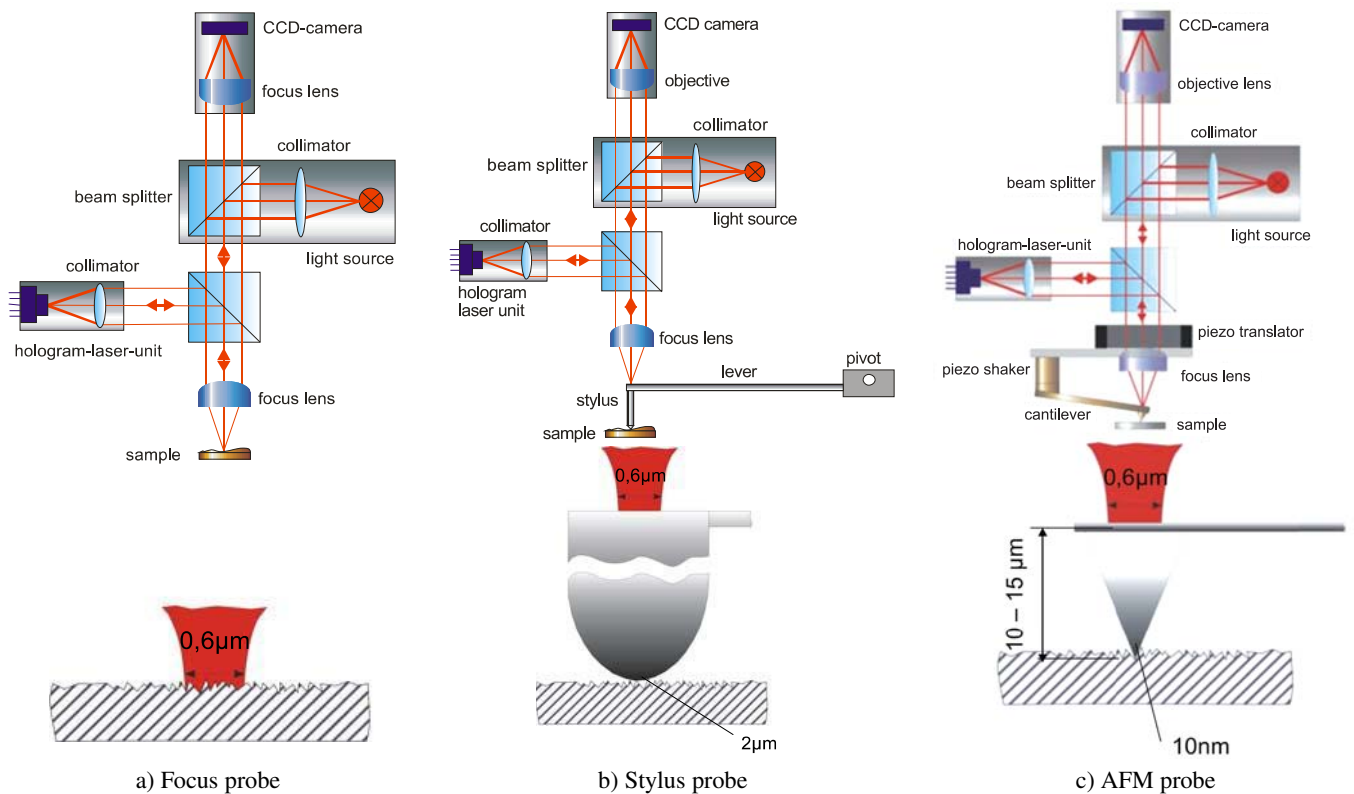 CCD-camera
focus lens
collimator
beam splitter
light source
collimator
hologram-laser-unit
focus lens
sample
0,6µm
a) Focus probe
CCD camera
objective
collimator
beam splitter
light source
collimator
hologram
laser unit
focus lens
pivot
lever
stylus
sample
0,6µm
2µm
b) Stylus probe
CCD-camera
objective lens
collimator
beam splitter
light source
hologram-laser-unit
piezo translator
piezo shaker
focus lens
cantilever
sample
0,6µm
10 – 15 µm
10nm
c) AFM probe